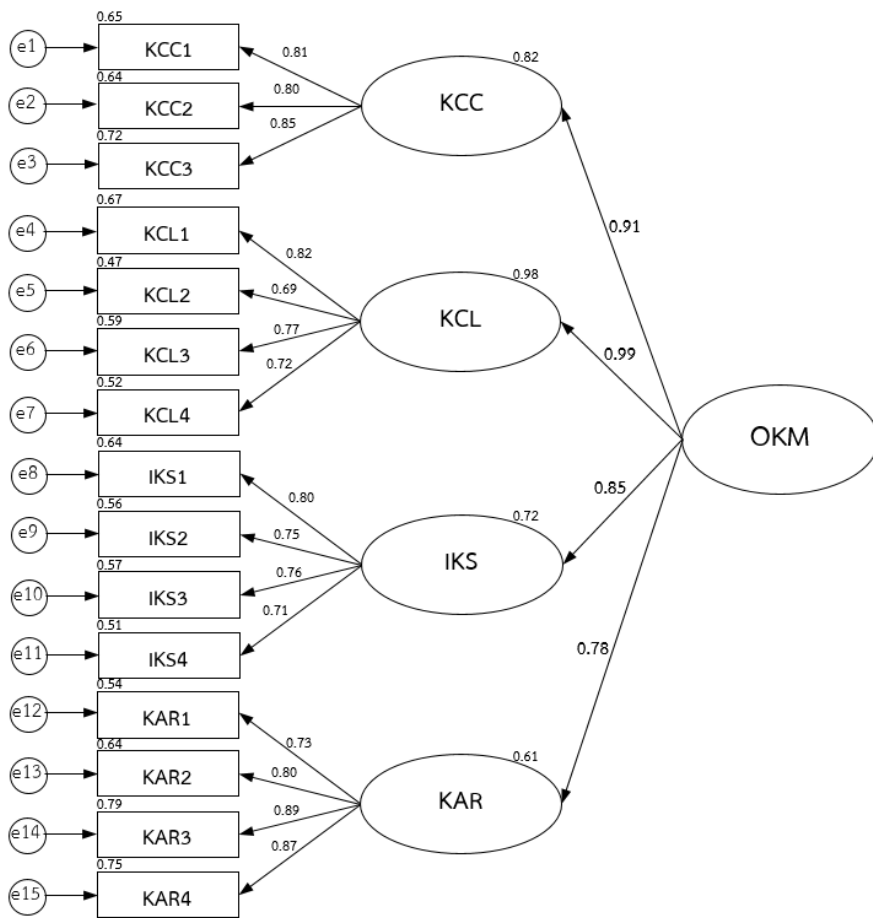 0.65
e1
KCC1
0.81
0.82
KCC
0.64
e2
KCC2
0.80
0.85
0.72
e3
KCC3
0.91
0.67
e4
KCL1
0.82
0.47
e5
KCL2
0.69
0.98
KCL
0.59
e6
KCL3
0.77
0.72
0.99
0.52
e7
KCL4
OKM
0.64
e8
IKS1
0.80
0.85
0.56
e9
IKS2
0.75
0.72
IKS
0.57
e10
IKS3
0.76
0.71
0.51
e11
IKS4
0.78
0.54
e12
KAR1
0.73
0.64
e13
KAR2
0.80
0.61
KAR
0.79
e14
KAR3
0.89
0.87
0.75
e15
KAR4